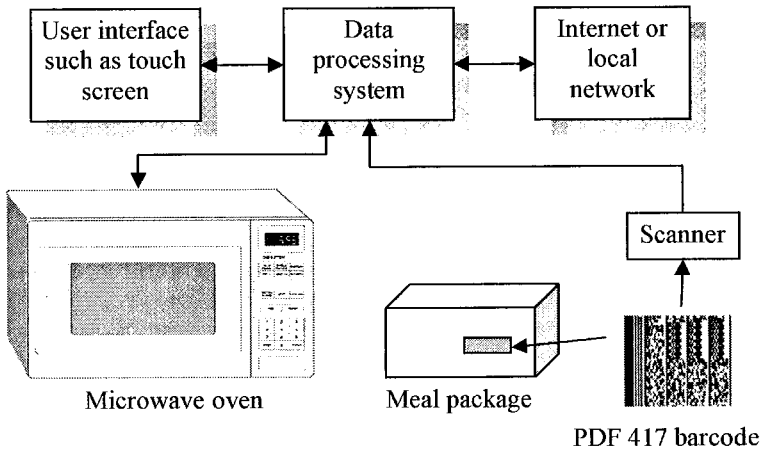 User interface
such as touch
screen
Data
processing
system
Internet or
local
network
Scanner
Microwave oven
Meal package
PDF 417 barcode